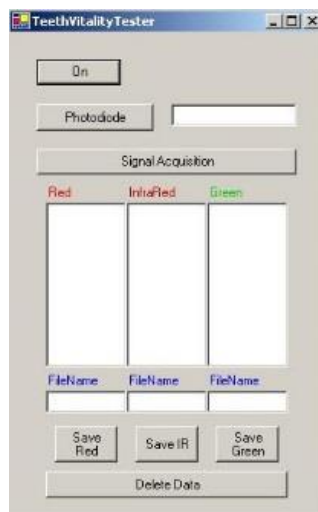 TeethVitalityTester
On
Photodiode
Signal Acquisition
Red InfraRed Green
FileName FileName FileName
Save Red Save IR Save Green
Delete Data